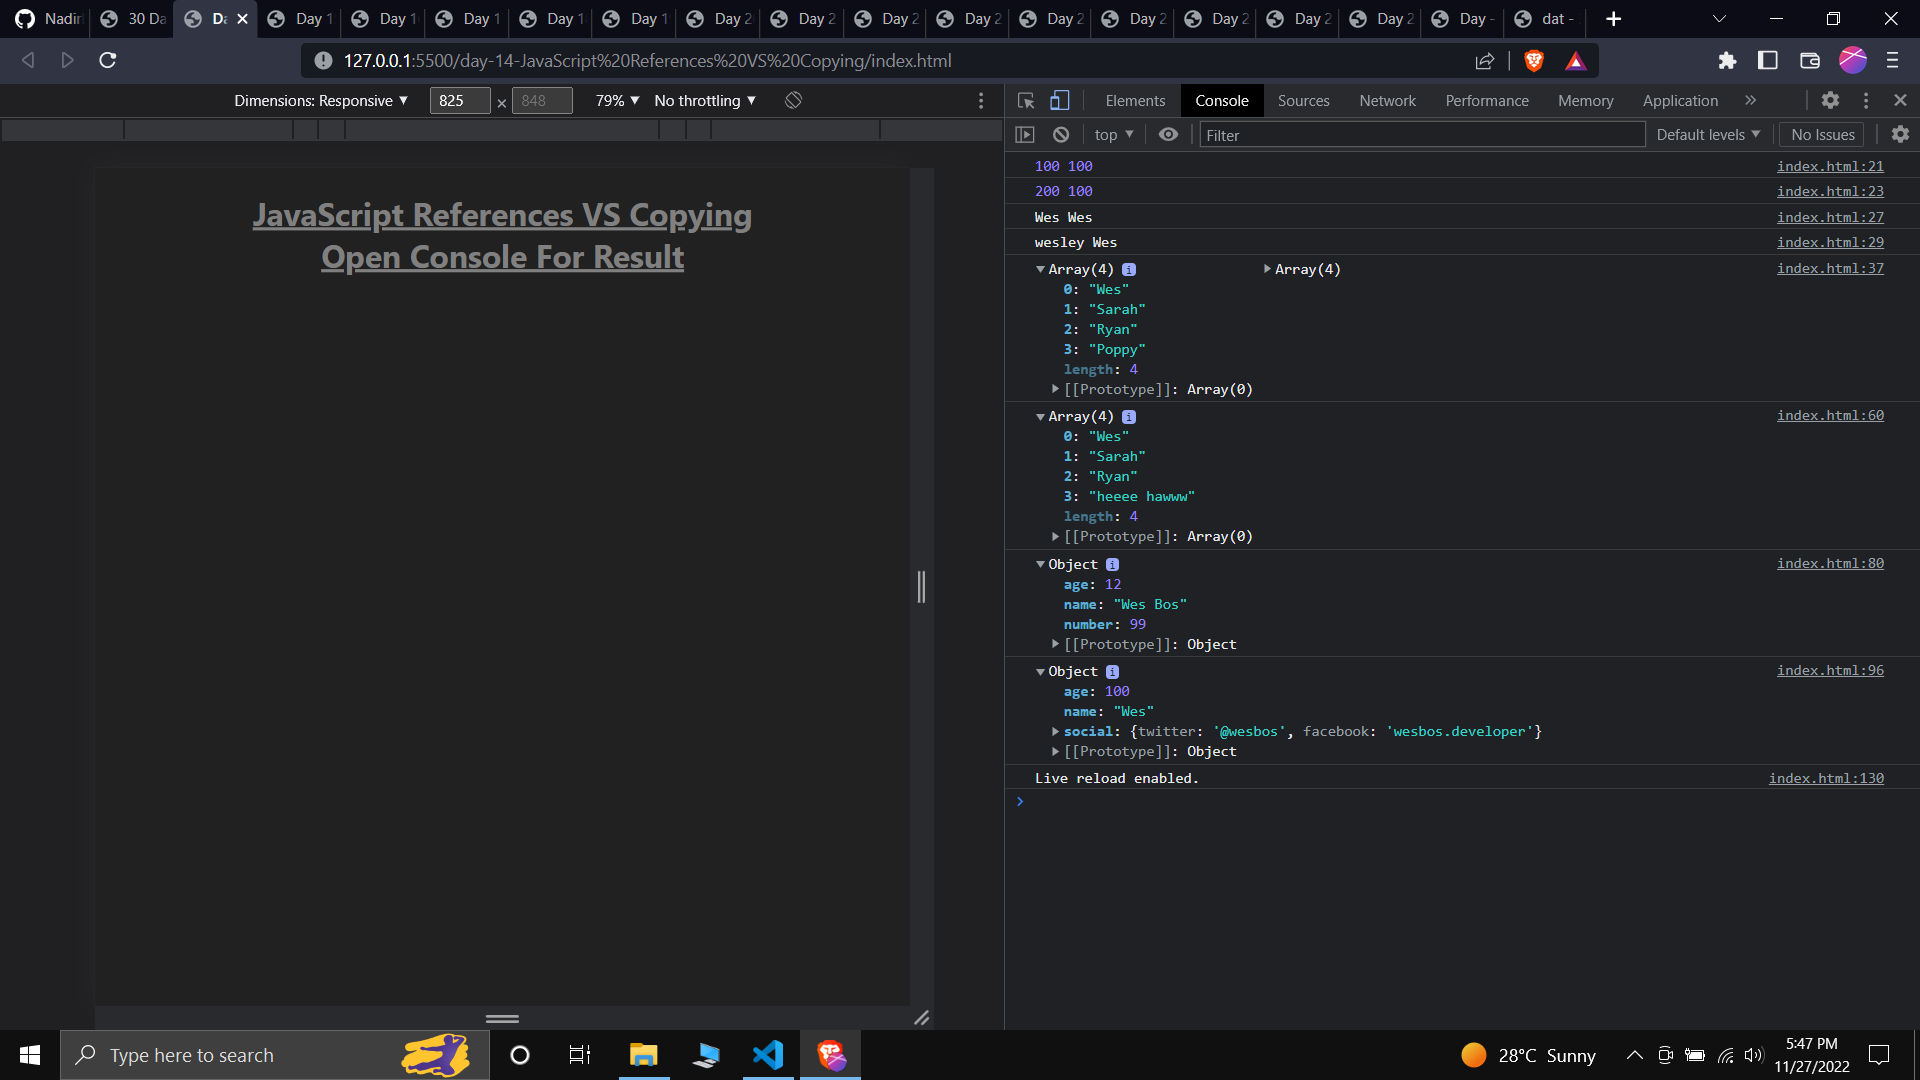 Nadir
30 Da
Da
Day 1
Day 1
Day 1
Day 1
Day 1
Day 2
Day 2
Day 2
Day 2
Day 2
Day 2
Day 2
Day 2
Day 2
Day -
dat -
127.0.0.1:5500/day-14-JavaScript%20References%20VS%20Copying/index.html
Dimensions: Responsive 825 × 848 79% No throttling
JavaScript References VS Copying
Open Console For Result
Elements Console Sources Network Performance Memory Application »
top Filter Default levels No Issues
100 100 index.html:21
200 100 index.html:23
Wes Wes index.html:27
wesley Wes index.html:29
Array(4) i Array(4) index.html:37
0: "Wes"
1: "Sarah"
2: "Ryan"
3: "Poppy"
length: 4
[[Prototype]]: Array(0)
Array(4) i index.html:60
0: "Wes"
1: "Sarah"
2: "Ryan"
3: "heeee hawww"
length: 4
[[Prototype]]: Array(0)
Object i index.html:80
age: 12
name: "Wes Bos"
number: 99
[[Prototype]]: Object
Object i index.html:96
age: 100
name: "Wes"
social: {twitter: '@wesbos', facebook: 'wesbos.developer'}
[[Prototype]]: Object
Live reload enabled. index.html:130
Type here to search
28°C Sunny
5:47 PM
11/27/2022